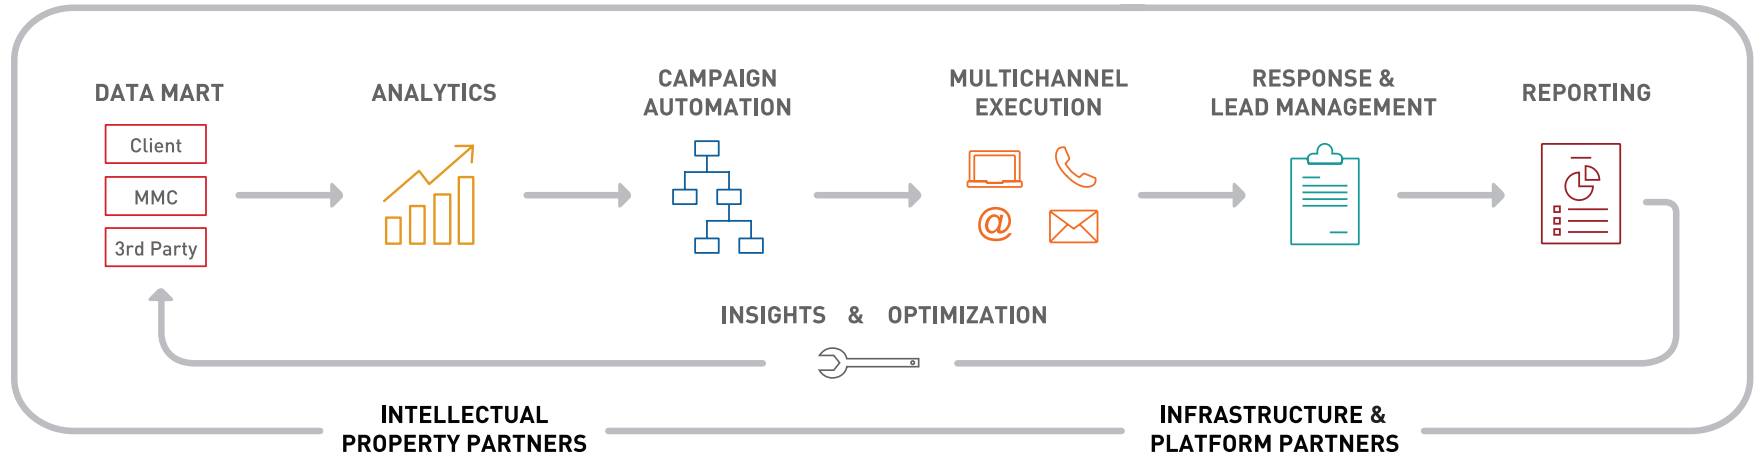 DATA MART
Client
MMC
3rd Party
ANALYTICS
CAMPAIGN
AUTOMATION
MULTICHANNEL
EXECUTION
@
RESPONSE &
LEAD MANAGEMENT
REPORTING
INSIGHTS & OPTIMIZATION
INTELLECTUAL
PROPERTY PARTNERS
INFRASTRUCTURE &
PLATFORM PARTNERS